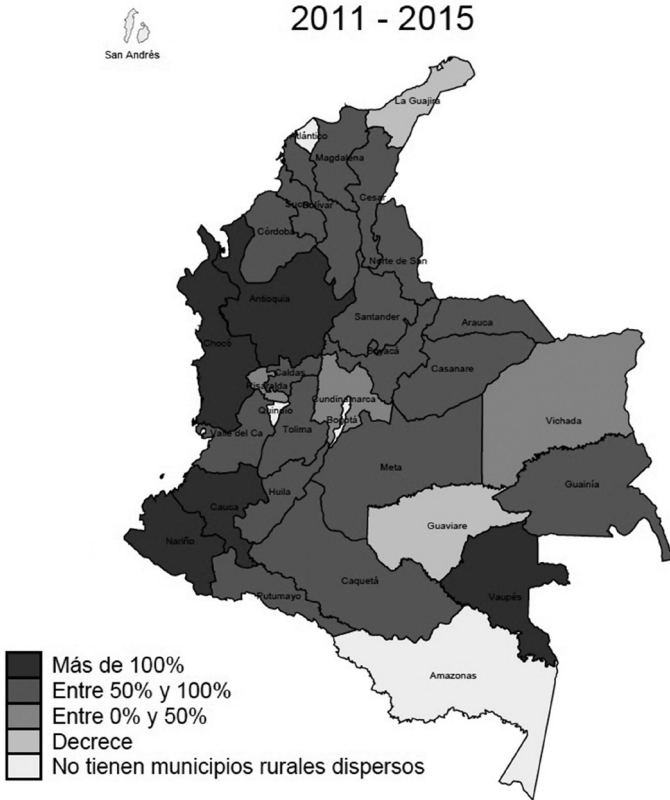 2011 - 2015
San Andrés
La Guajira
tlántico
Magdalena
Cesar
Bolívar
Córdoba
Norte de San
Antioquia
Santander
Arauca
Chocó
Boyacá
Caldas
Casanare
Risaralda
Cundinamarca
Quindío
Bogotá
Vichada
Valle del Ca
Tolima
Meta
Guainía
Huila
Cauca
Guaviare
Nariño
Caquetá
Putumayo
Vaupés
Amazonas
Más de 100%
Entre 50% y 100%
Entre 0% y 50%
Decrece
No tienen municipios rurales dispersos